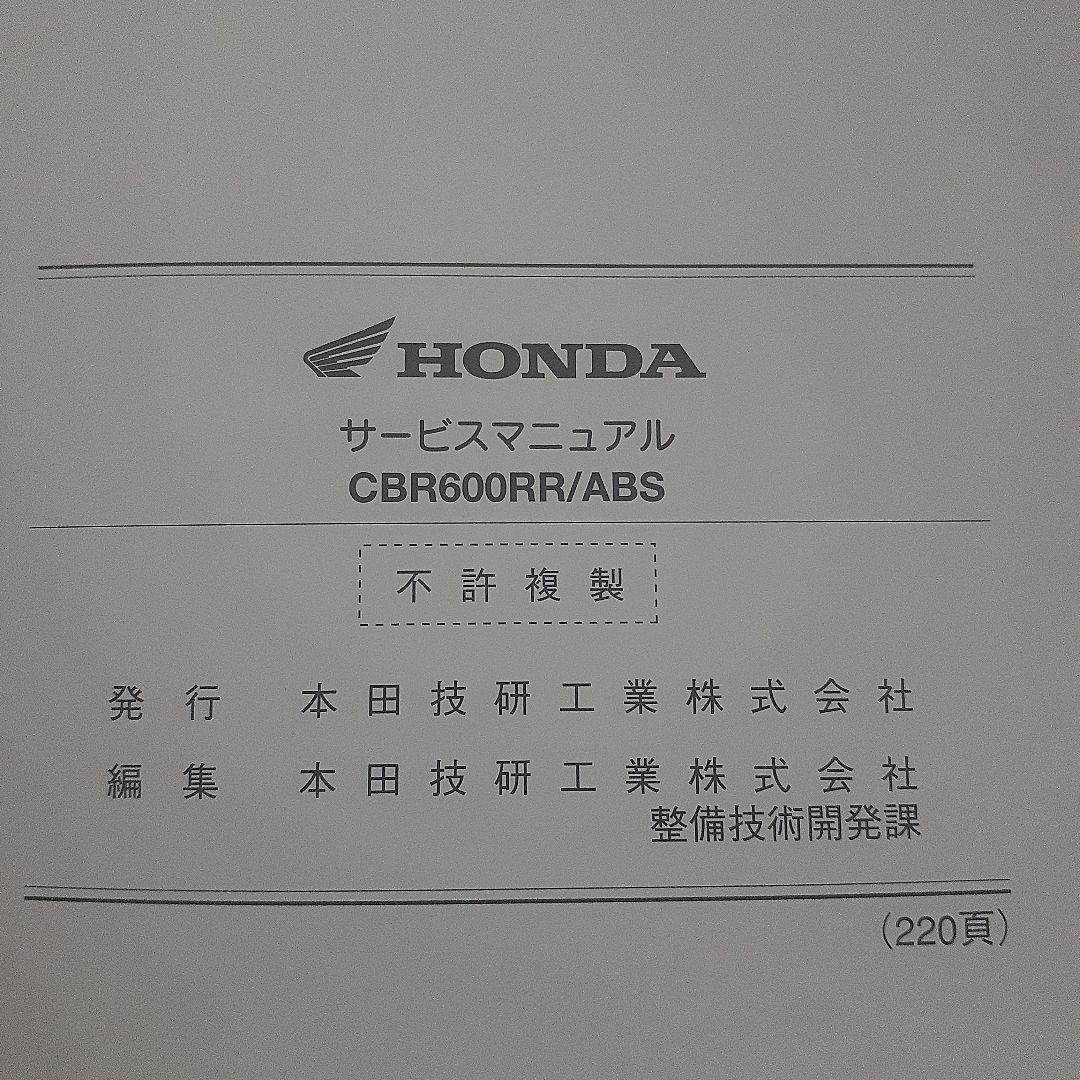 HONDA
サービスマニュアル
CBR600RR/ABS
不許複製
発行 本田技研工業株式会社
編集 本田技研工業株式会社
整備技術開発課
(220頁)